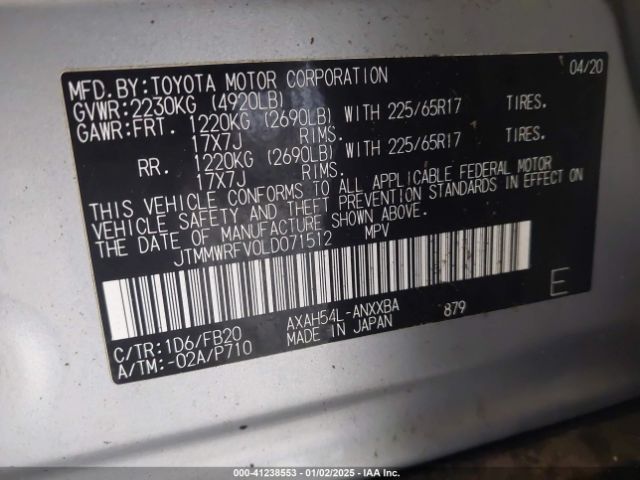 MFD. BY: TOYOTA MOTOR CORPORATION 04/20
GVWR: 2230KG (4920LB)
GAWR: FRT. 1220KG (2690LB) WITH 225/65R17 TIRES.
17X7J RIMS.
RR. 1220KG (2690LB) WITH 225/65R17 TIRES.
17X7J RIMS.
THIS VEHICLE CONFORMS TO ALL APPLICABLE FEDERAL MOTOR
VEHICLE SAFETY AND THEFT PREVENTION STANDARDS IN EFFECT ON
THE DATE OF MANUFACTURE SHOWN ABOVE.
JTMMWRFV0LD071512 MPV
C/TR: 1D6/FB20 AXAH54L-ANXXBA 879 E
A/TM: -02A/P710 MADE IN JAPAN
000-41238553 - 01/02/2025 - IAA Inc.